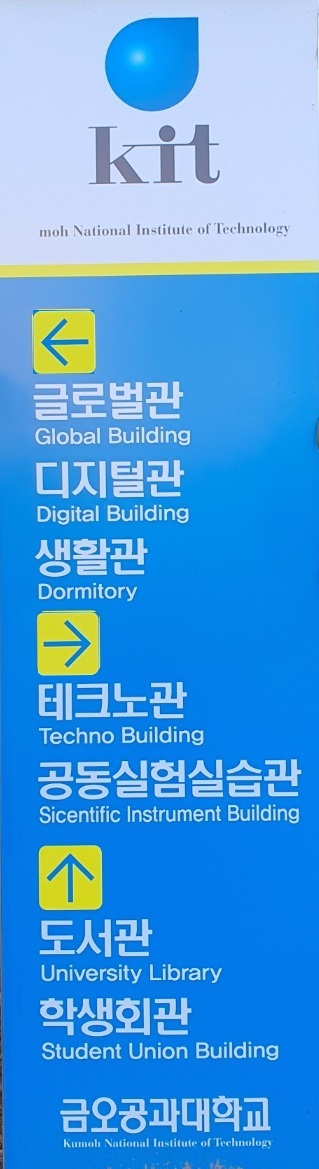 kit
moh National Institute of Technology
글로벌관
Global Building
디지털관
Digital Building
생활관
Dormitory
테크노관
Techno Building
공동실험실습관
Sicentific Instrument Building
도서관
University Library
학생회관
Student Union Building
금오공과대학교
Kumoh National Institute of Technology